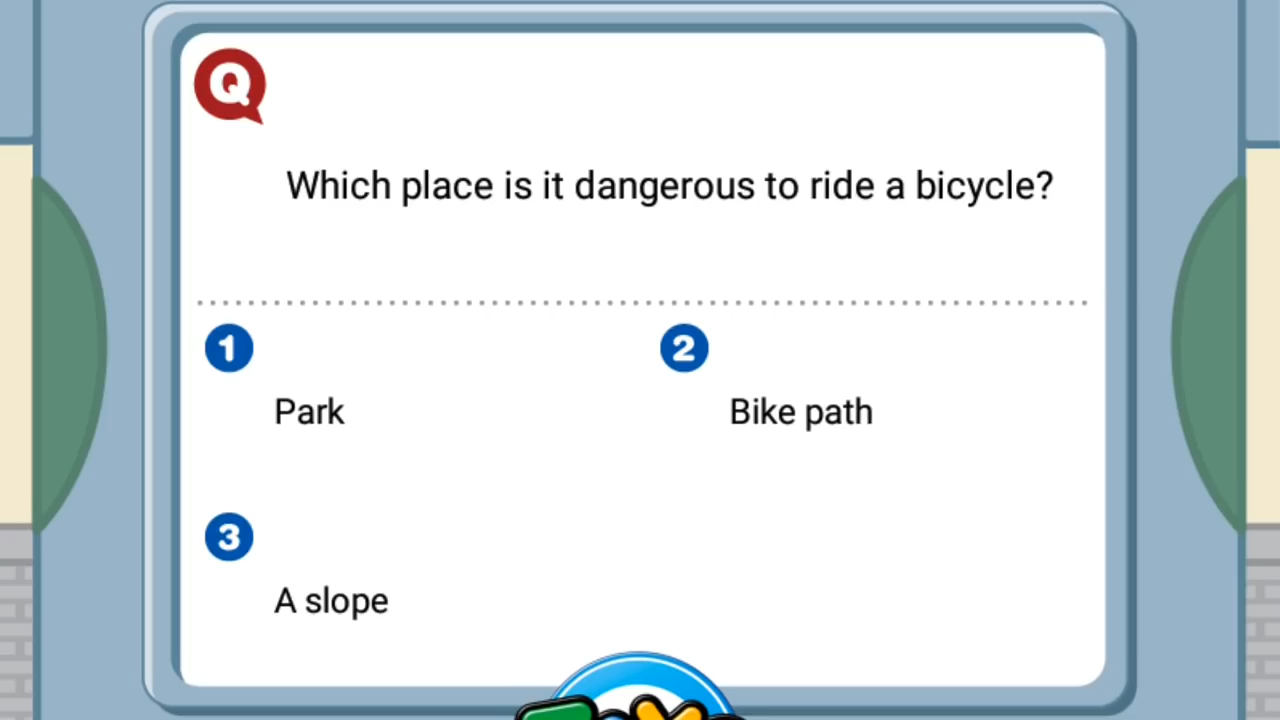 Q
Which place is it dangerous to ride a bicycle?
1
Park
2
Bike path
3
A slope